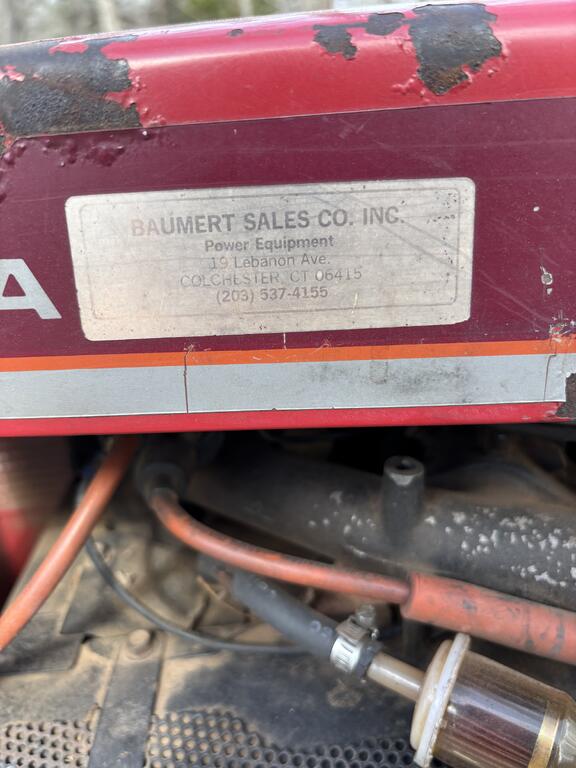 A
BAUMERT SALES CO. INC.
Power Equipment
19 Lebanon Ave.
COLCHESTER, CT 06415
(203) 537-4155